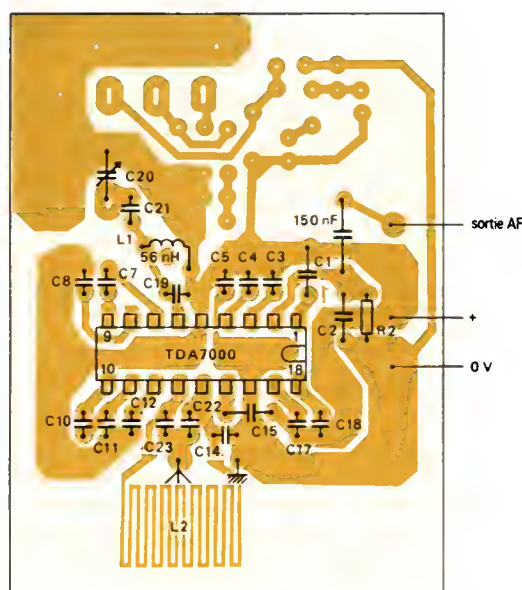 C20
C21
L1
150 nF
sortie AF
56 nH
C8
C7
C5
C4
C3
C1
C19
+
C2
R2
9
1
TDA7000
0 V
10
18
C12
C22
C10
C11
C23
C15
C18
C14
C17
L2